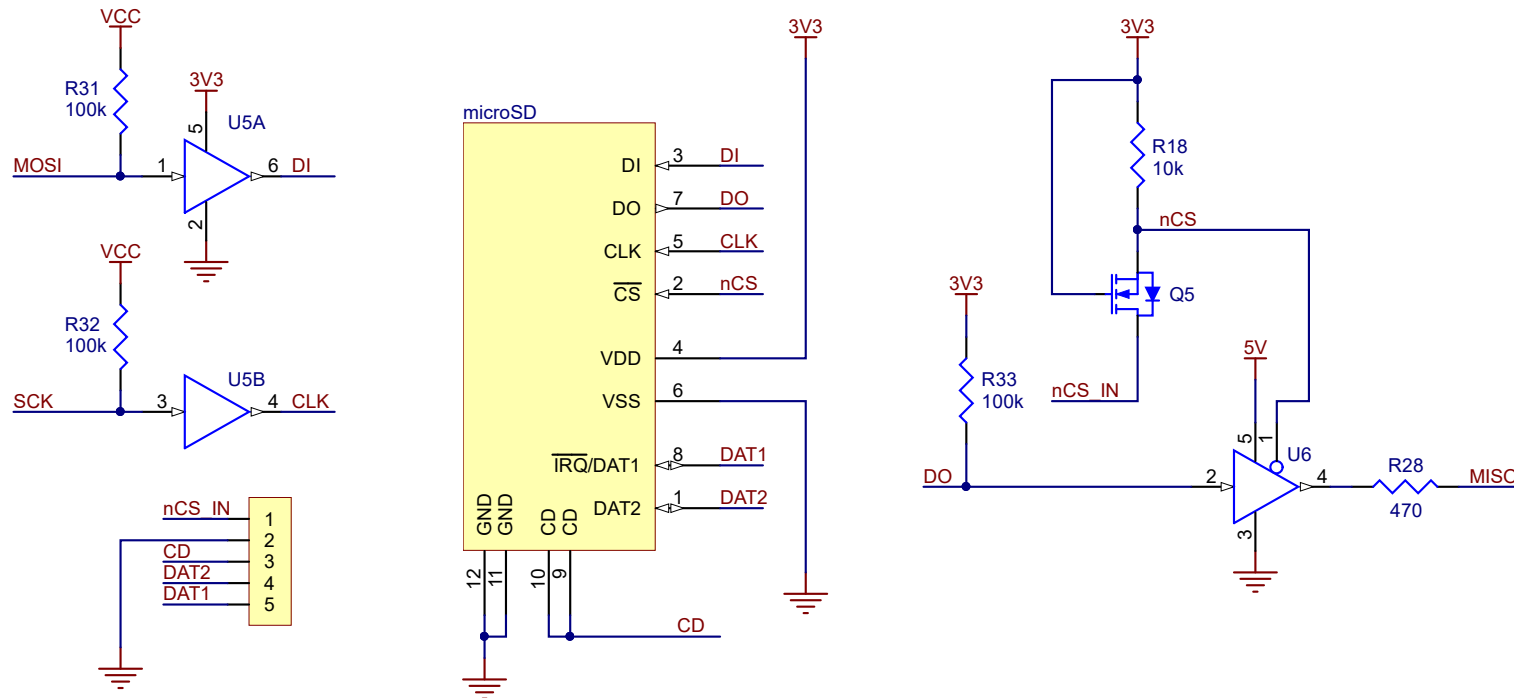 VCC
R31
100k
3V3
U5A
5
MOSI
1
6
DI
2
VCC
R32
100k
U5B
SCK
3
4
CLK
nCS_IN
1
2
CD
3
DAT2
4
DAT1
5
microSD
3V3
DI
3
DI
DO
7
DO
CLK
5
CLK
CS
2
nCS
VDD
4
VSS
6
IRQ/DAT1
8
DAT1
DAT2
1
DAT2
GND
GND
CD
CD
12
11
10
9
CD
3V3
R18
10k
nCS
Q5
nCS_IN
3V3
R33
100k
5V
5
1
U6
DO
2
4
R28
470
MISO
3